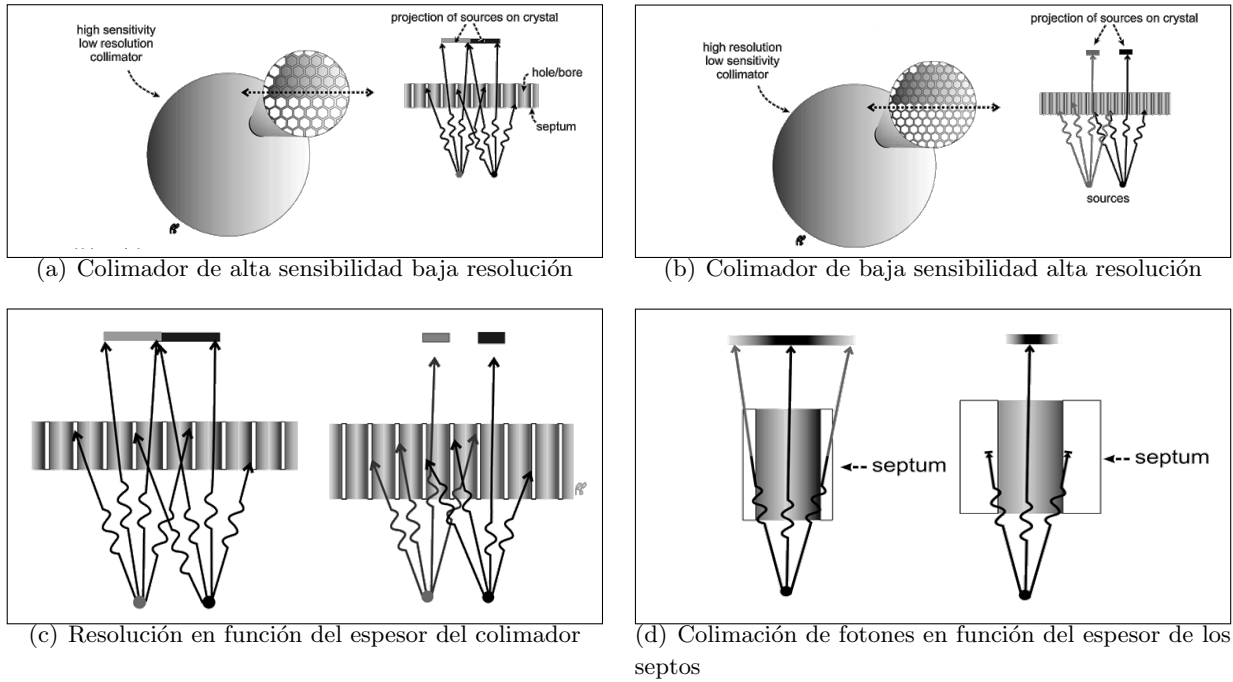 high sensitivity
low resolution
collimator
projection of sources on crystal
hole/bore
septum
(a) Colimador de alta sensibilidad baja resolución
high resolution
low sensitivity
collimator
projection of sources on crystal
sources
(b) Colimador de baja sensibilidad alta resolución
(c) Resolución en función del espesor del colimador
septum
septum
(d) Colimación de fotones en función del espesor de los
septos